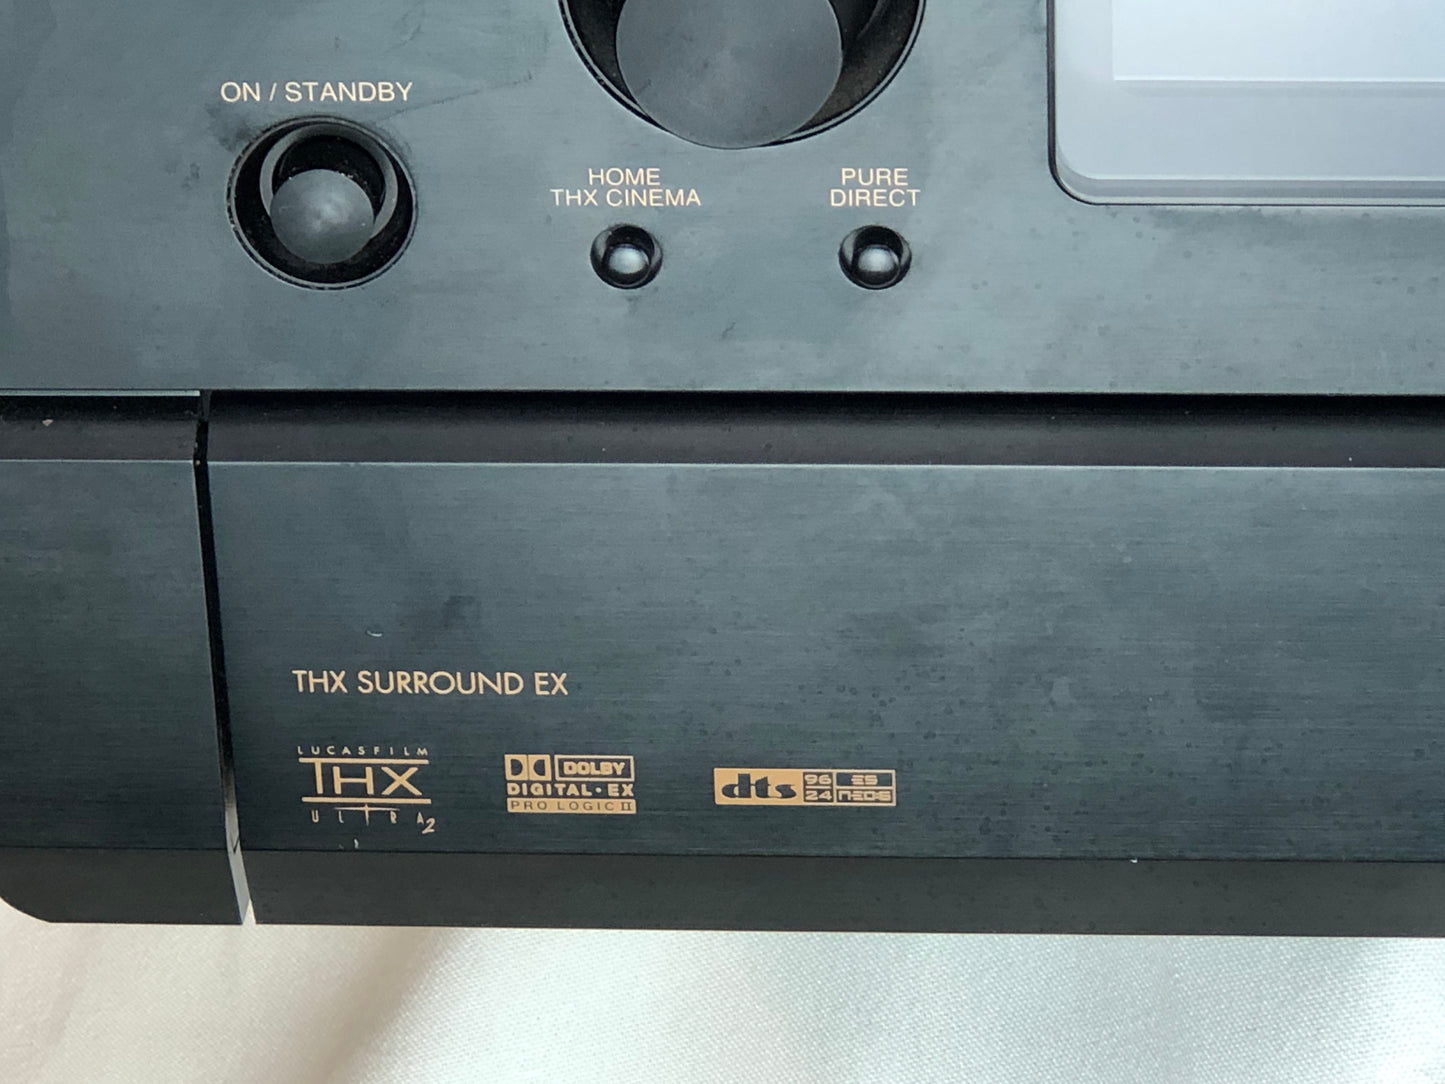 ON / STANDBY
HOME
THX CINEMA
PURE
DIRECT
THX SURROUND EX
LUCASFILM
THX
ULTRA2
DOLBY
DIGITAL·EX
PRO LOGIC II
dts 96 ES
24 NEO6